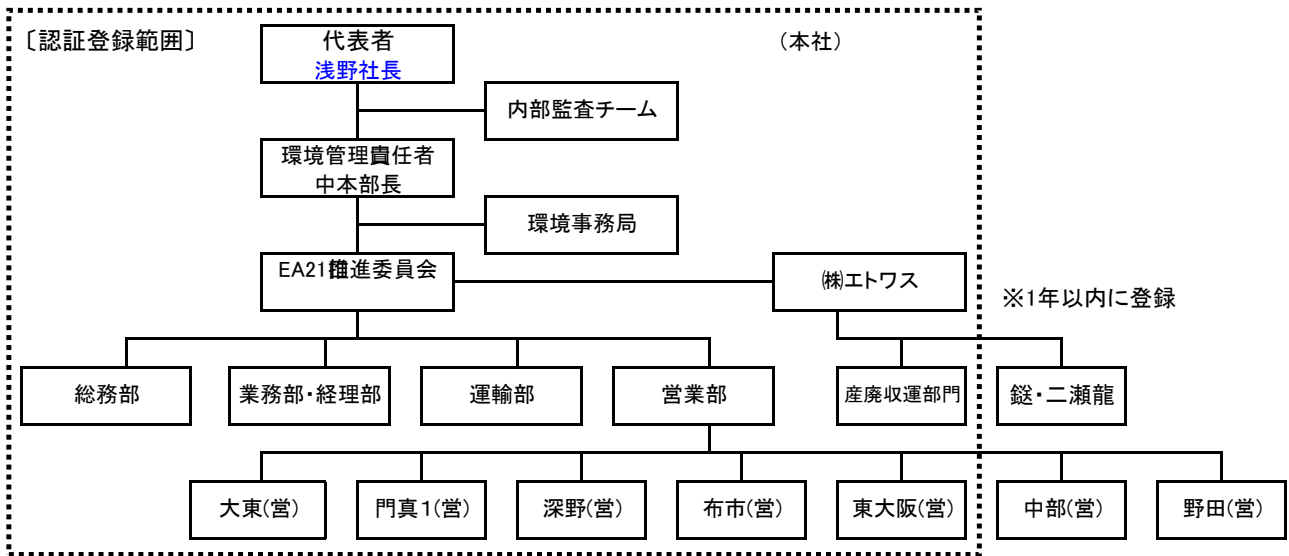 〔認証登録範囲〕
代表者
浅野社長
(本社)
内部監査チーム
環境管理責任者
中本部長
環境事務局
EA21推進委員会
㈱エトワス
※1年以内に登録
総務部
業務部・経理部
運輸部
営業部
産廃収運部門
鎹・二瀬龍
大東(営)
門真1(営)
深野(営)
布市(営)
東大阪(営)
中部(営)
野田(営)